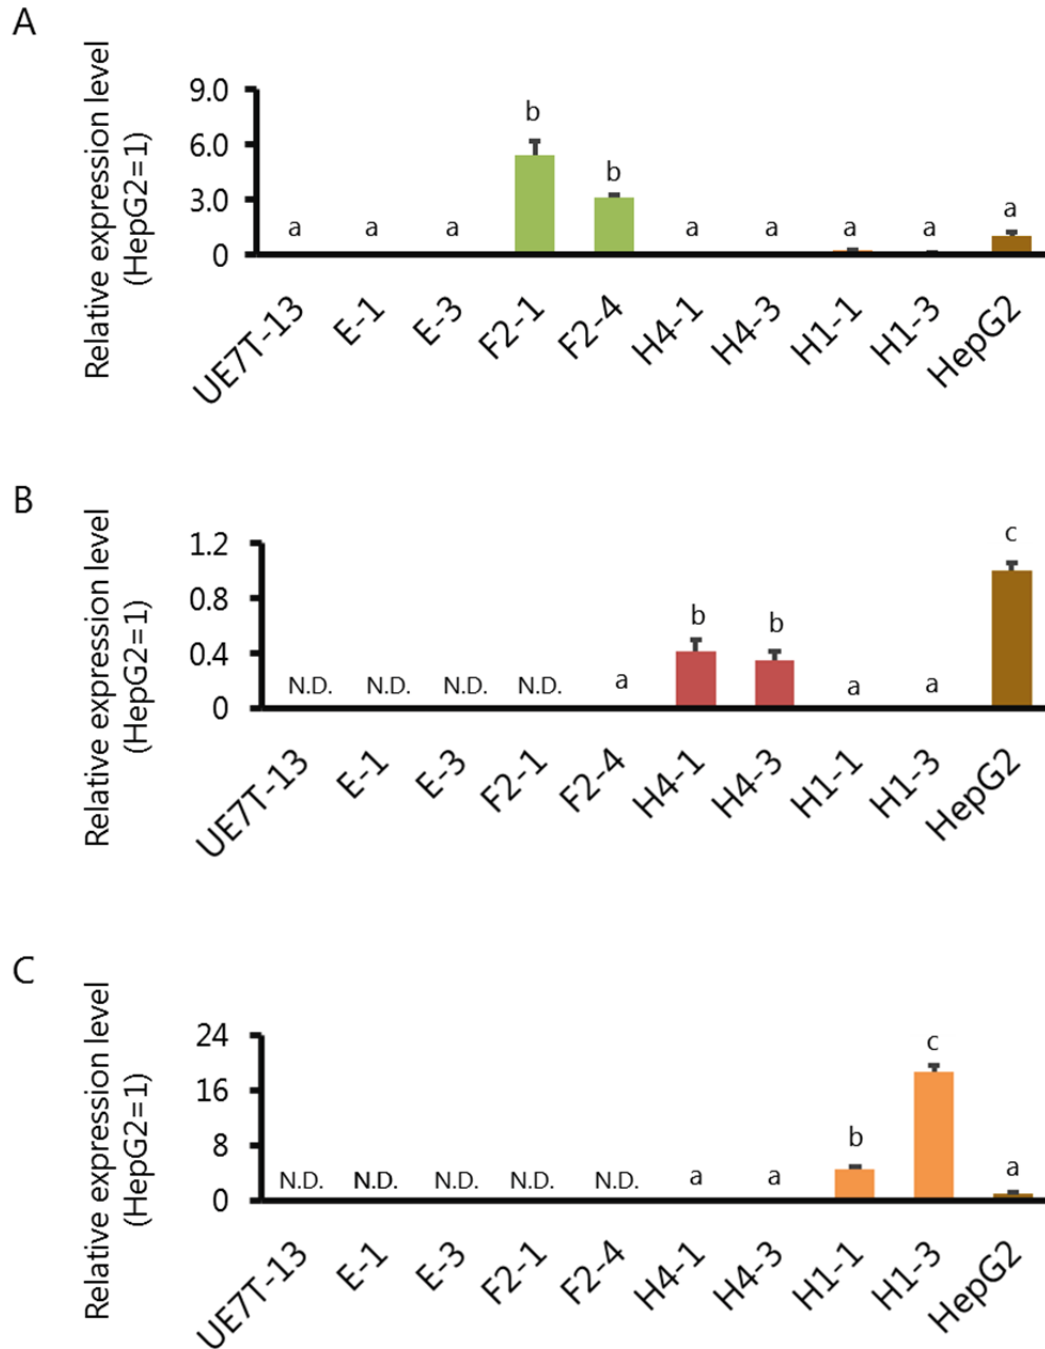 A
Relative expression level
(HepG2=1)
9.0
6.0
3.0
0
a a a b b a a a a a
UE7T-13 E-1 E-3 F2-1 F2-4 H4-1 H4-3 H1-1 H1-3 HepG2
B
Relative expression level
(HepG2=1)
1.2
0.8
0.4
0
N.D. N.D. N.D. N.D. a b b a a c
UE7T-13 E-1 E-3 F2-1 F2-4 H4-1 H4-3 H1-1 H1-3 HepG2
C
Relative expression level
(HepG2=1)
24
16
8
0
N.D. N.D. N.D. N.D. N.D. a a b c a
UE7T-13 E-1 E-3 F2-1 F2-4 H4-1 H4-3 H1-1 H1-3 HepG2